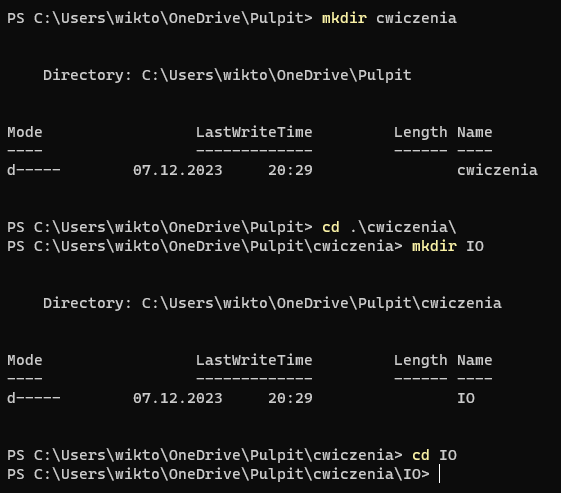 PS C:\Users\wikto\OneDrive\Pulpit> mkdir cwiczenia
Directory: C:\Users\wikto\OneDrive\Pulpit
Mode                 LastWriteTime         Length Name
----                 -------------         ------ ----
d-----        07.12.2023     20:29                cwiczenia
PS C:\Users\wikto\OneDrive\Pulpit> cd .\cwiczenia\
PS C:\Users\wikto\OneDrive\Pulpit\cwiczenia> mkdir IO
Directory: C:\Users\wikto\OneDrive\Pulpit\cwiczenia
Mode                 LastWriteTime         Length Name
----                 -------------         ------ ----
d-----        07.12.2023     20:29                IO
PS C:\Users\wikto\OneDrive\Pulpit\cwiczenia> cd IO
PS C:\Users\wikto\OneDrive\Pulpit\cwiczenia\IO>